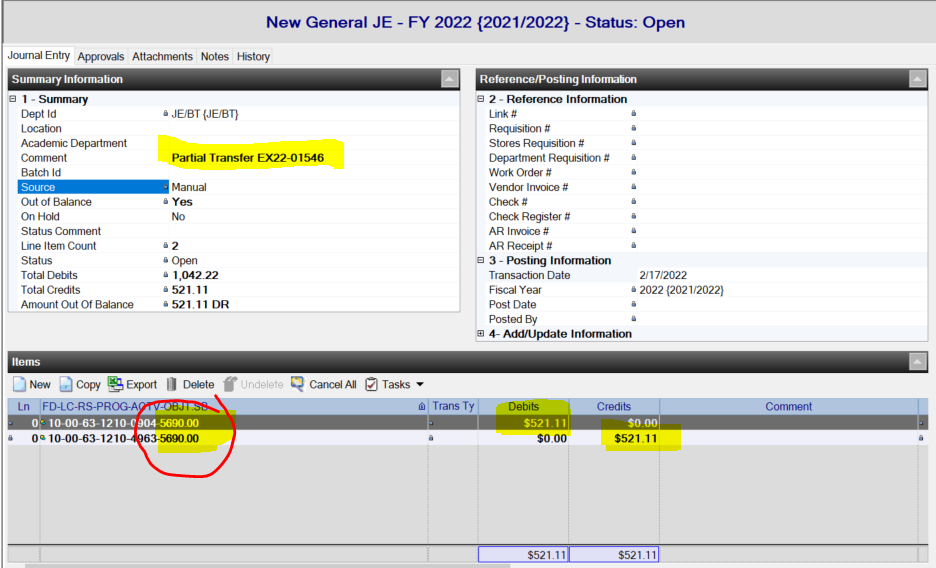 New General JE - FY 2022 {2021/2022} - Status: Open
Journal Entry Approvals Attachments Notes History
Summary Information
1 - Summary
Dept Id JE/BT {JE/BT}
Location
Academic Department
Comment Partial Transfer EX22-01546
Batch Id
Source Manual
Out of Balance Yes
On Hold No
Status Comment
Line Item Count 2
Status Open
Total Debits 1,042.22
Total Credits 521.11
Amount Out Of Balance 521.11 DR
Reference/Posting Information
2 - Reference Information
Link #
Requisition #
Stores Requisition #
Department Requisition #
Work Order #
Vendor Invoice #
Check #
Check Register #
AR Invoice #
AR Receipt #
3 - Posting Information
Transaction Date 2/17/2022
Fiscal Year 2022 {2021/2022}
Post Date
Posted By
4- Add/Update Information
Items
New Copy Export Delete Undelete Cancel All Tasks
Ln FD-LC-RS-PROG-ACTV-OBJT.SB Trans Ty Debits Credits Comment
0 10-00-63-1210-0904-5690.00 $521.11 $0.00
0 10-00-63-1210-4963-5690.00 $0.00 $521.11
$521.11 $521.11